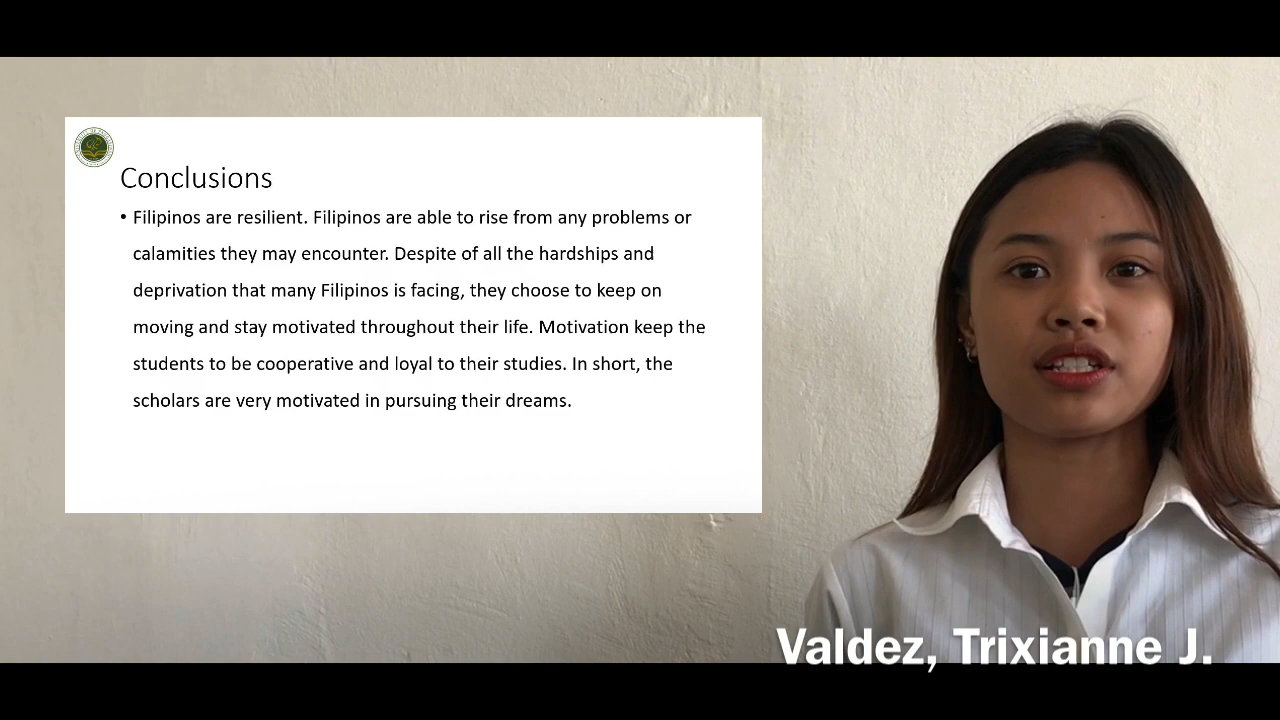 Conclusions
• Filipinos are resilient. Filipinos are able to rise from any problems or
calamities they may encounter. Despite of all the hardships and
deprivation that many Filipinos is facing, they choose to keep on
moving and stay motivated throughout their life. Motivation keep the
students to be cooperative and loyal to their studies. In short, the
scholars are very motivated in pursuing their dreams.
Valdez, Trixianne J.